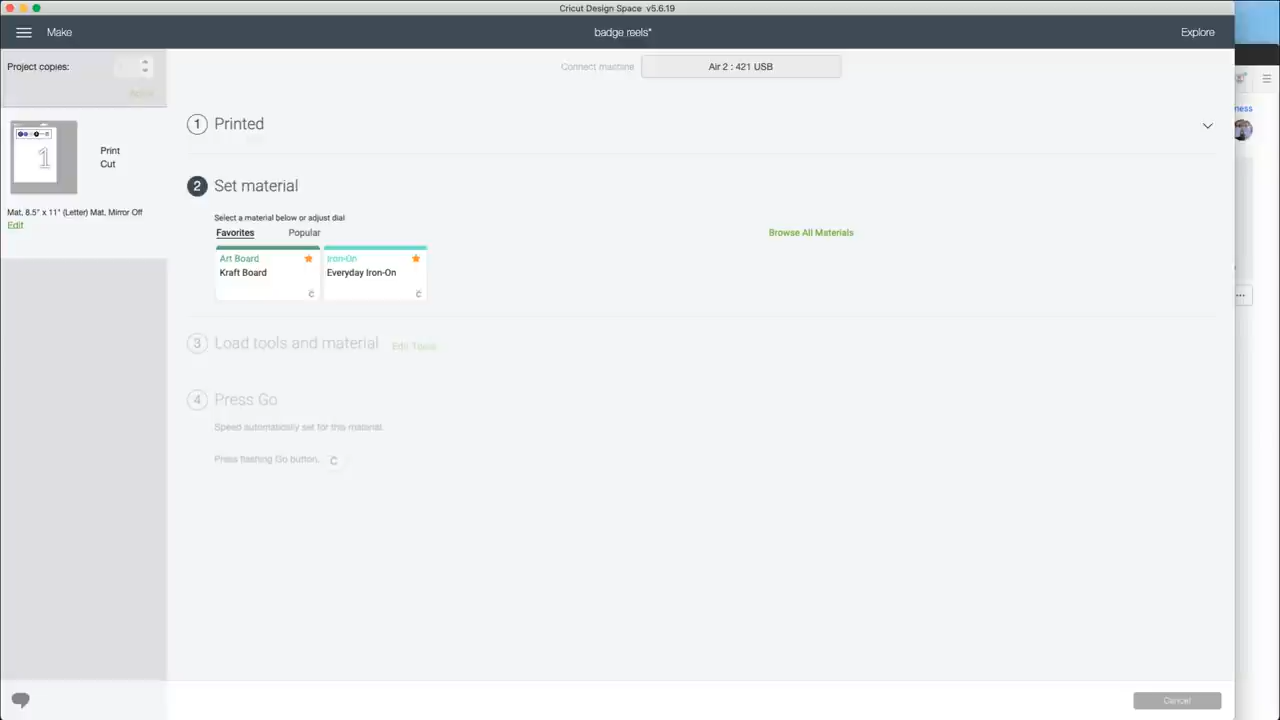 Cricut Design Space v5.6.19
Make
badge reels*
Explore
Project copies:
Connect machine
Air 2 : 421 USB
1 Printed
1
Print
Cut
2 Set material
Mat, 8.5" x 11" (Letter) Mat, Mirror Off
Edit
Select a material below or adjust dial
Favorites
Popular
Browse All Materials
Art Board
Kraft Board
Iron-On
Everyday Iron-On
3 Load tools and material
Edit Tools
4 Press Go
Speed automatically set for this material.
Press flashing Go button.
Cancel
ness